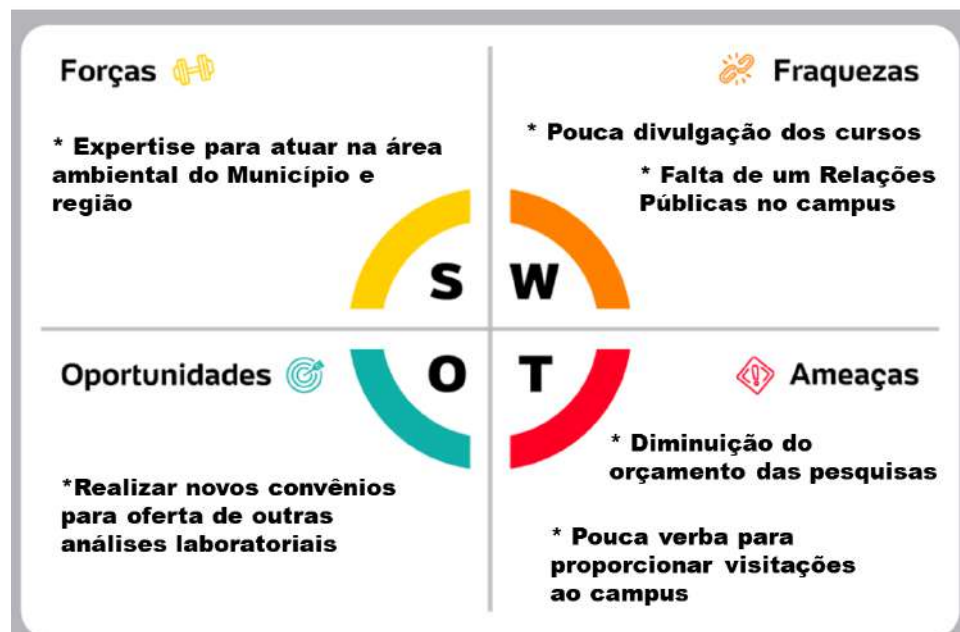 Forças
* Expertise para atuar na área
ambiental do Município e
região
Fraquezas
* Pouca divulgação dos cursos
* Falta de um Relações
Públicas no campus
S
W
Oportunidades
*Realizar novos convênios
para oferta de outras
análises laboratoriais
O
T
Ameaças
* Diminuição do
orçamento das pesquisas
* Pouca verba para
proporcionar visitações
ao campus